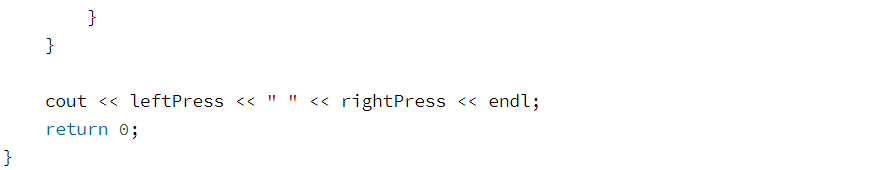 }
}
cout << leftPress << " " << rightPress << endl;
return 0;
}